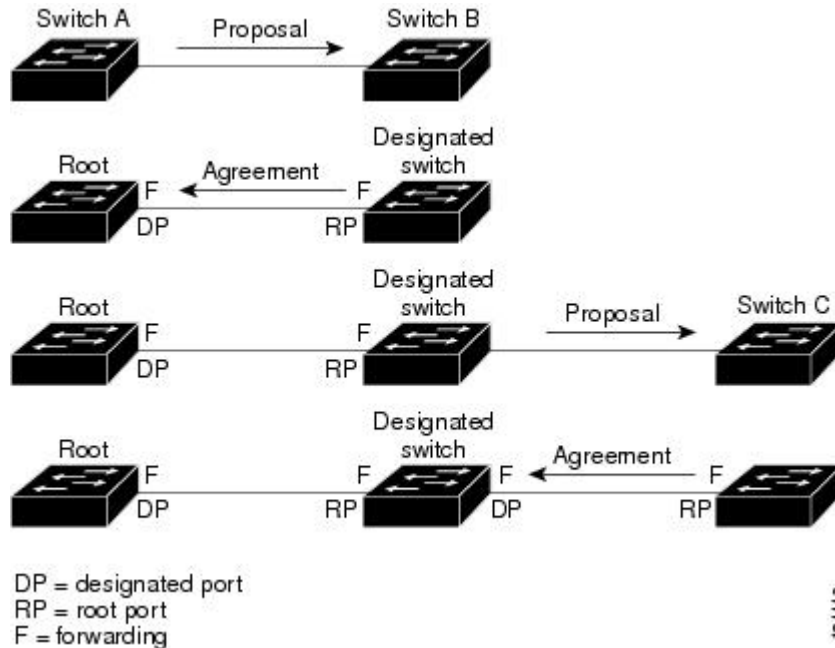 Switch A
Proposal
Switch B
Root
Agreement
Designated
switch
F
F
DP
RP
Root
Designated
switch
Proposal
Switch C
F
F
DP
RP
Root
Designated
switch
Agreement
F
F
F
F
DP
RP
DP
RP
DP = designated port
RP = root port
F = forwarding